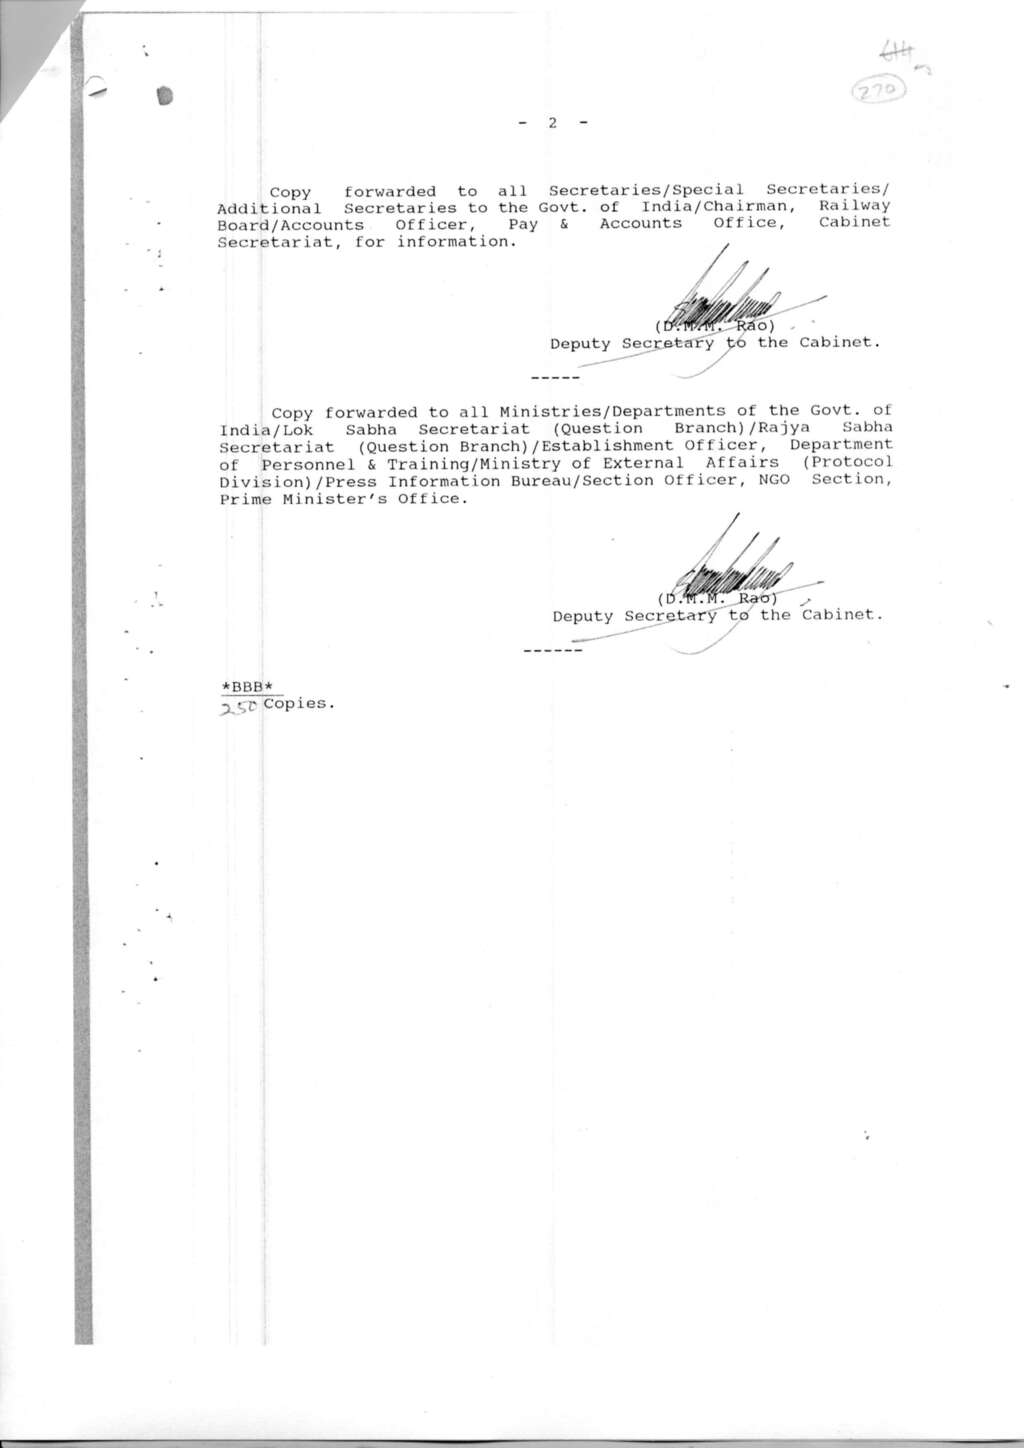 270
- 2 -
Copy forwarded to all Secretaries/Special Secretaries/
Additional Secretaries to the Govt. of India/Chairman, Railway
Board/Accounts Officer, Pay & Accounts Office, Cabinet
Secretariat, for information.
(D.M.M. Rao)
Deputy Secretary to the Cabinet.
-----
Copy forwarded to all Ministries/Departments of the Govt. of
India/Lok Sabha Secretariat (Question Branch)/Rajya Sabha
Secretariat (Question Branch)/Establishment Officer, Department
of Personnel & Training/Ministry of External Affairs (Protocol
Division)/Press Information Bureau/Section Officer, NGO Section,
Prime Minister's Office.
(D.M.M. Rao)
Deputy Secretary to the Cabinet.
------
*BBB*
250 Copies.